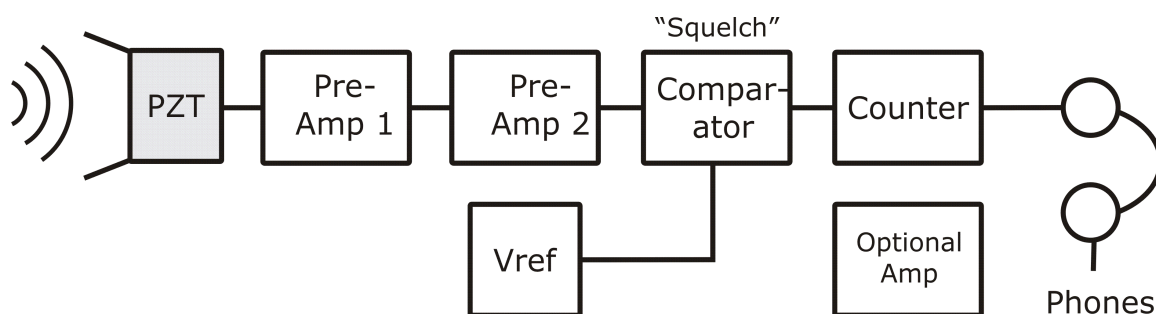 “Squelch”
PZT
Pre-
Amp 1
Pre-
Amp 2
Compar-
ator
Counter
Vref
Optional
Amp
Phones